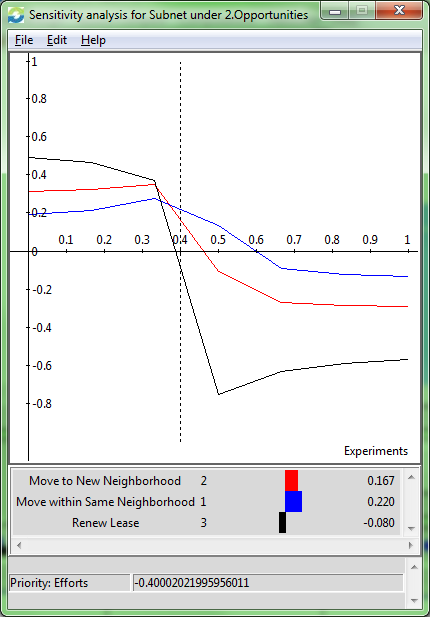 Sensitivity analysis for Subnet under 2.Opportunities
File Edit Help
1
0.8
0.6
0.4
0.2
0 0.1 0.2 0.3 0.4 0.5 0.6 0.7 0.8 0.9 1
-0.2
-0.4
-0.6
-0.8
Experiments
Move to New Neighborhood 2 0.167
Move within Same Neighborhood 1 0.220
Renew Lease 3 -0.080
Priority: Efforts -0.40002021995956011